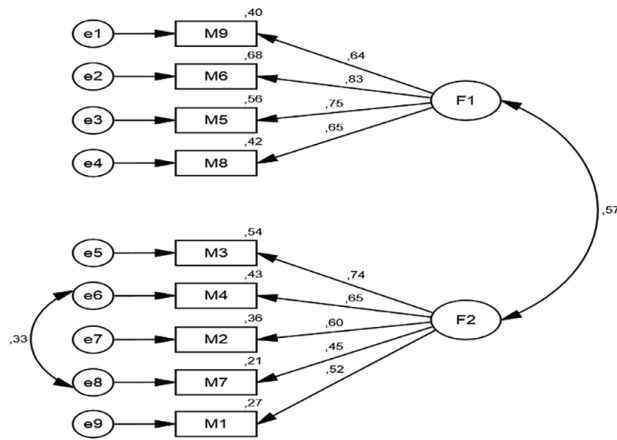 ,40
e1 M9 ,64
,68
e2 M6 ,83
F1
,56
e3 M5 ,75
,42
e4 M8 ,65
,57
,54
e5 M3 ,74
,43
e6 M4 ,65
,33
,36
e7 M2 ,60
F2
,21
e8 M7 ,45
,27
e9 M1 ,52